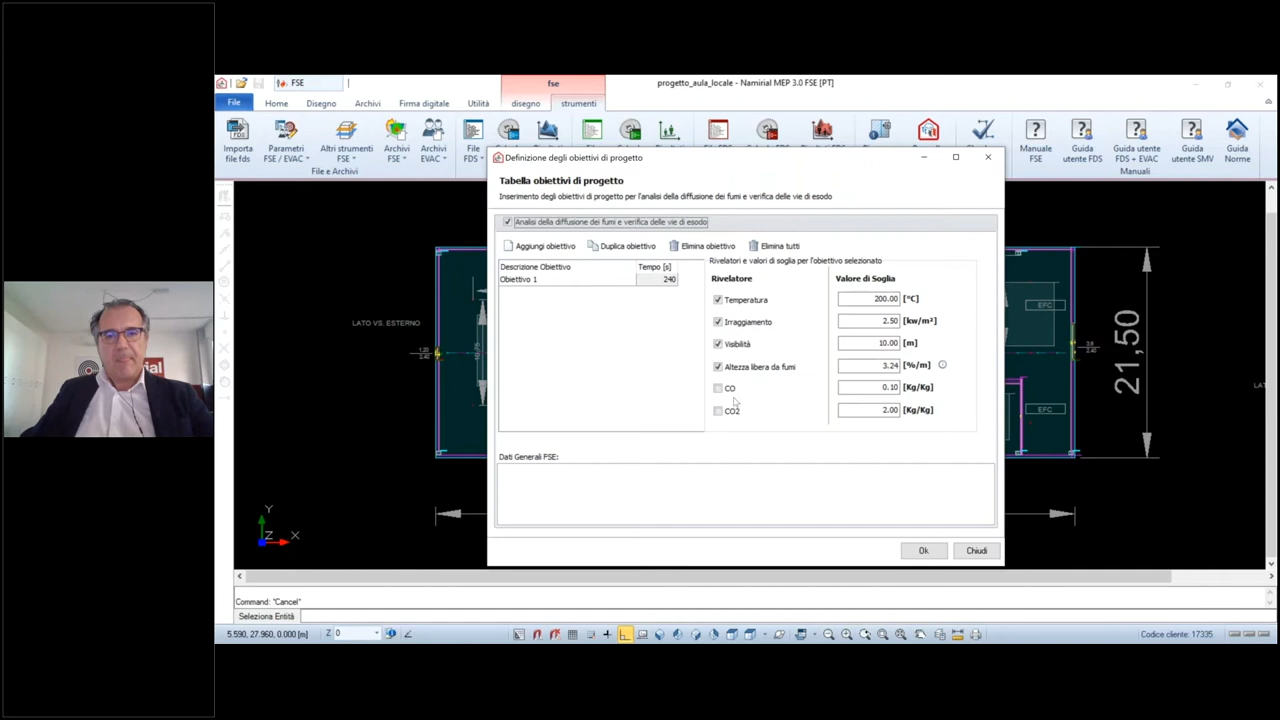 FSE
fse
progetto_aula_locale - Namirial MEP 3.0 FSE [PT]
File
Home
Disegno
Archivi
Firma digitale
Utilità
disegno
strumenti
Importa
file fds
Parametri
FSE / EVAC
Altri strumenti
FSE
Archivi
FSE
Archivi
EVAC
File
FDS
Manuale
FSE
Guida
utente FDS
Guida utente
FDS + EVAC
Guida
utente SMV
Guida
Norme
File e Archivi
Manuali
Definizione degli obiettivi di progetto
Tabella obiettivi di progetto
Inserimento degli obiettivi di progetto per l'analisi della diffusione dei fumi e verifica delle vie di esodo
Analisi della diffusione dei fumi e verifica delle vie di esodo
Aggiungi obiettivo
Duplica obiettivo
Elimina obiettivo
Elimina tutti
Rivelatori e valori di soglia per l'obiettivo selezionato
Descrizione Obiettivo
Tempo [s]
Obiettivo 1
240
Rivelatore
Valore di Soglia
Temperatura
200.00 [°C]
Irraggiamento
2.50 [kw/m²]
Visibilità
10.00 [m]
Altezza libera da fumi
3.24 [%/m]
CO
0.10 [Kg/Kg]
CO2
2.00 [Kg/Kg]
Dati Generali FSE:
Ok
Chiudi
LATO VS. ESTERNO
EFC
EFC
21,50
Y
Z
X
Command: "Cancel"
Seleziona Entità
5.590, 27.960, 0.000 [m]
Z
0
Codice cliente: 17335